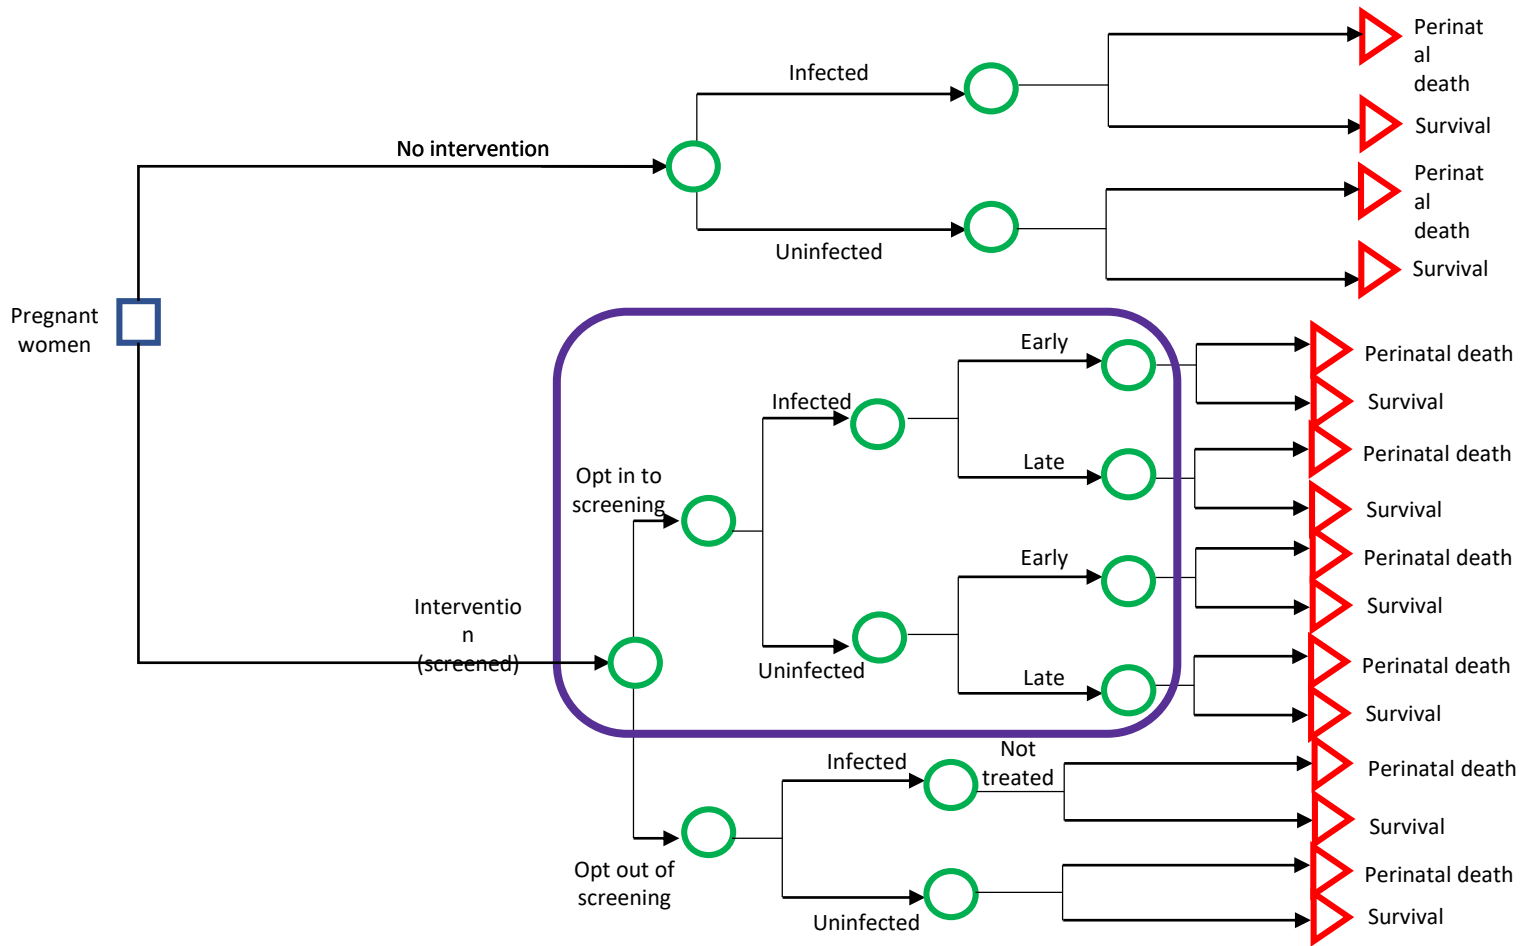 Perinat
al
death
Infected
Survival
No intervention
Perinat
al
death
Uninfected
Survival
Pregnant
women
Early
Perinatal death
Infected
Survival
Late
Perinatal death
Opt in to
screening
Survival
Early
Perinatal death
Interventio
n
(screened)
Survival
Uninfected
Late
Perinatal death
Survival
Infected
Not
treated
Perinatal death
Survival
Opt out of
screening
Perinatal death
Uninfected
Survival